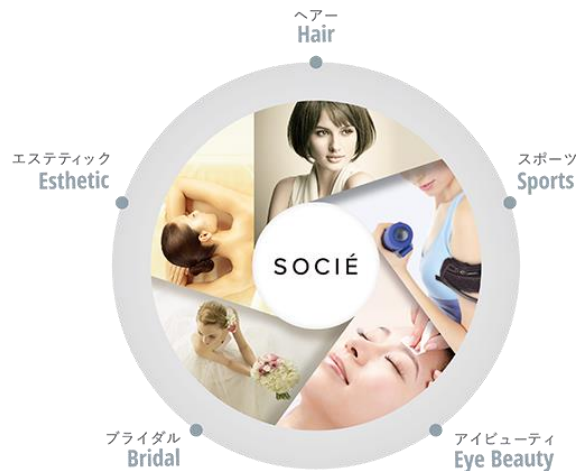 ヘアー
Hair
エステティック
Esthetic
スポーツ
Sports
SOCIÉ
ブライダル
Bridal
アイビューティ
Eye Beauty